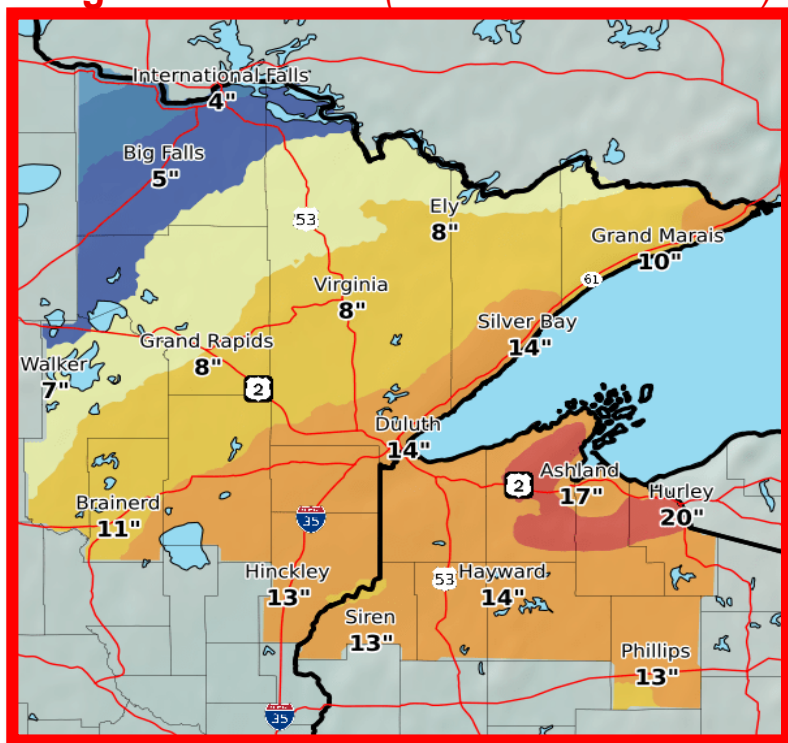 International Falls
4"
Big Falls
5"
53
Ely
8"
Grand Marais
10"
61
Virginia
8"
Silver Bay
14"
Grand Rapids
8"
Walker
7"
2
Duluth
14"
Ashland
17"
2
Hurley
20"
Brainerd
11"
35
Hinckley
13"
53
Hayward
14"
Siren
13"
Phillips
13"
35